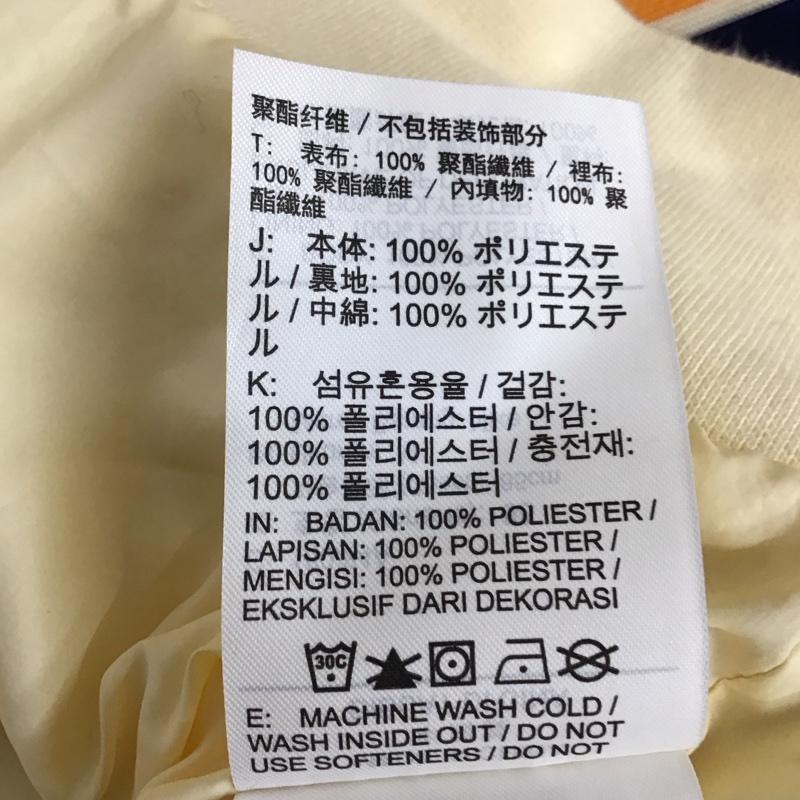 聚酯纤维 / 不包括装饰部分
T: 表布: 100% 聚酯纖維 / 裡布:
100% 聚酯纖維 / 內填物: 100% 聚
酯纖維
J: 本体: 100% ポリエステ
ル / 裏地: 100% ポリエステ
ル / 中綿: 100% ポリエステ
ル
K: 섬유혼용율 / 겉감:
100% 폴리에스터 / 안감:
100% 폴리에스터 / 충전재:
100% 폴리에스터
IN: BADAN: 100% POLIESTER /
LAPISAN: 100% POLIESTER /
MENGISI: 100% POLIESTER /
EKSKLUSIF DARI DEKORASI
30C
E: MACHINE WASH COLD /
WASH INSIDE OUT / DO NOT
USE SOFTENERS / DO NOT